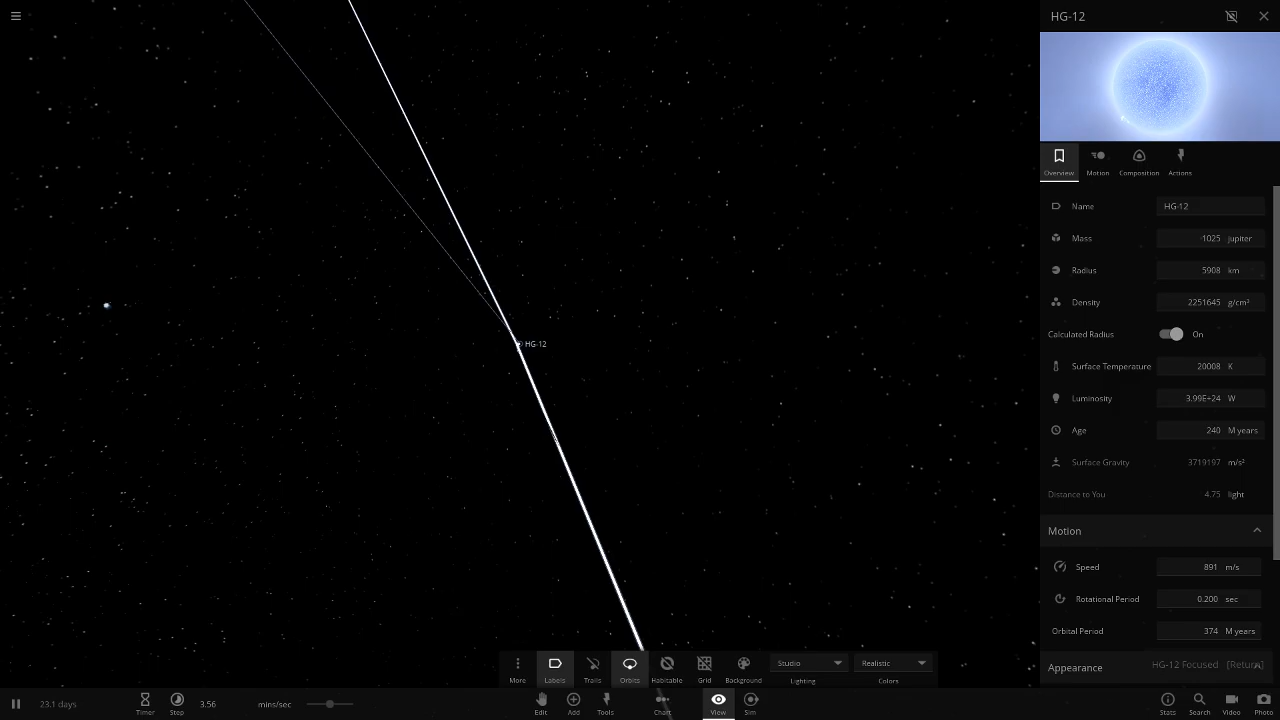 HG-12
HG-12
Overview
Motion
Composition
Actions
Name HG-12
Mass 1025 jupiter
Radius 5908 km
Density 2251645 g/cm³
Calculated Radius On
Surface Temperature 20008 K
Luminosity 3.99E+24 W
Age 240 M years
Surface Gravity 3719197 m/s²
Distance to You 4.75 light
Motion
Speed 891 m/s
Rotational Period 0.200 sec
Orbital Period 374 M years
Appearance
HG-12 Focused [Return]
More
Labels
Trails
Orbits
Habitable
Grid
Background
Studio
Lighting
Realistic
Colors
23.1 days
Timer
Step
3.56 mins/sec
Edit
Add
Tools
Chart
View
Sim
Stats
Search
Video
Photo